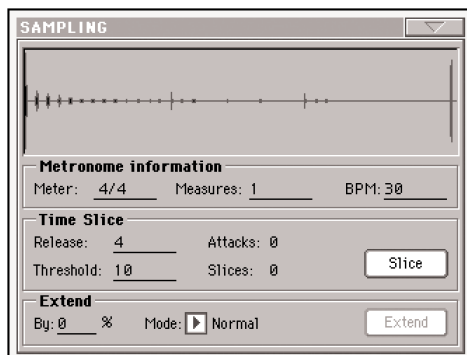 SAMPLING
Metronome information
Meter: 4/4 Measures: 1 BPM: 30
Time Slice
Release: 4 Attacks: 0
Threshold: 10 Slices: 0 Slice
Extend
By: 0 % Mode: Normal Extend